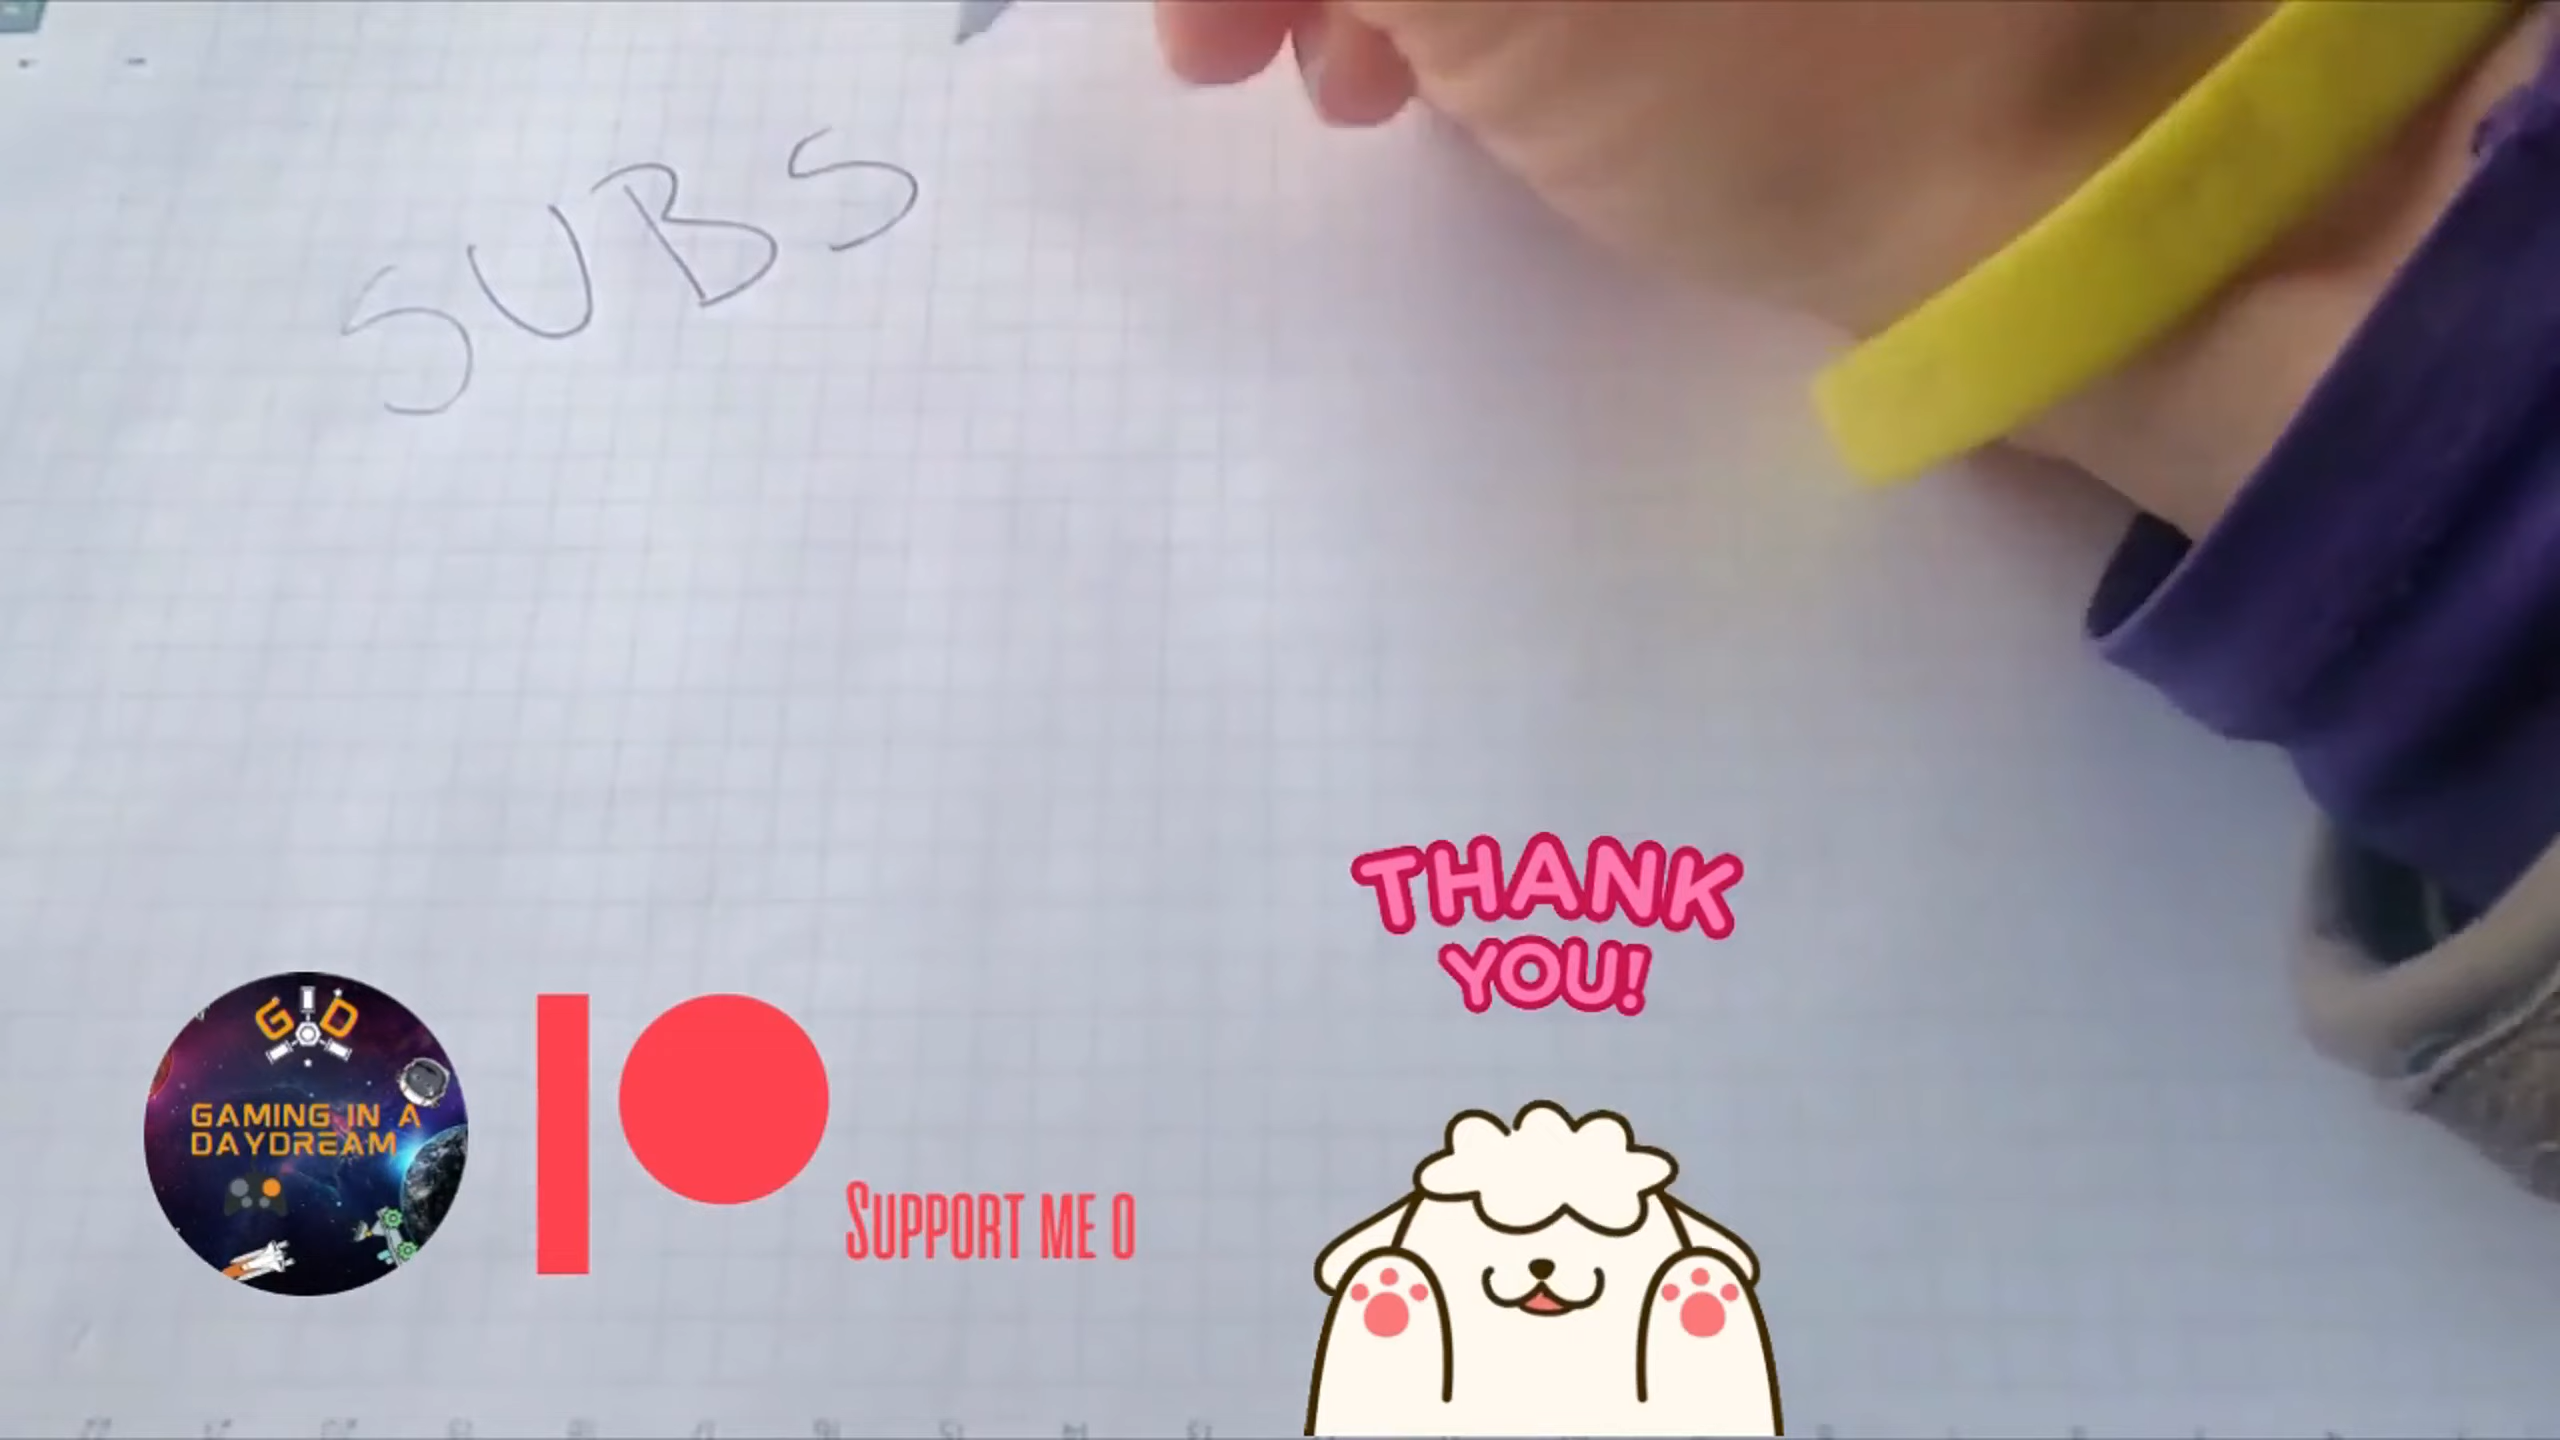 SUBS
THANK
YOU!
G D
GAMING IN A
DAYDREAM
SUPPORT ME O